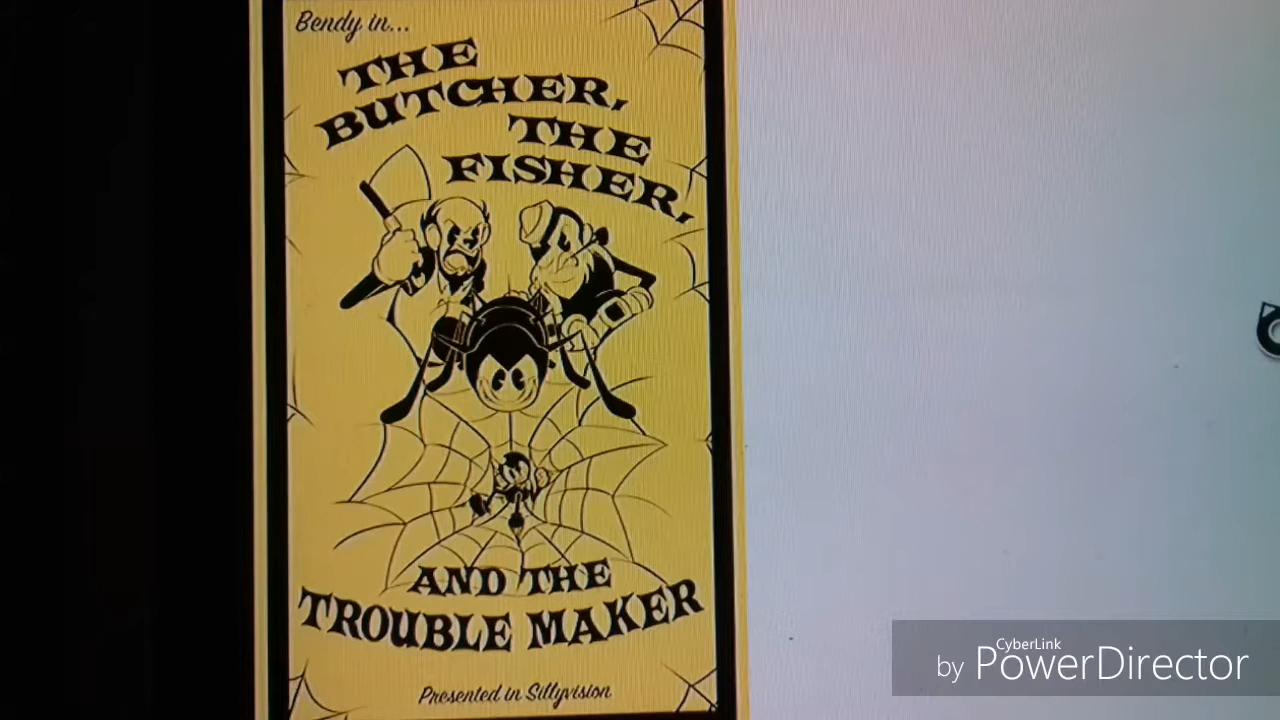 Bendy in...
THE
BUTCHER,
THE
FISHER,
AND THE
TROUBLE MAKER
Presented in Sillyvision
CyberLink
by PowerDirector